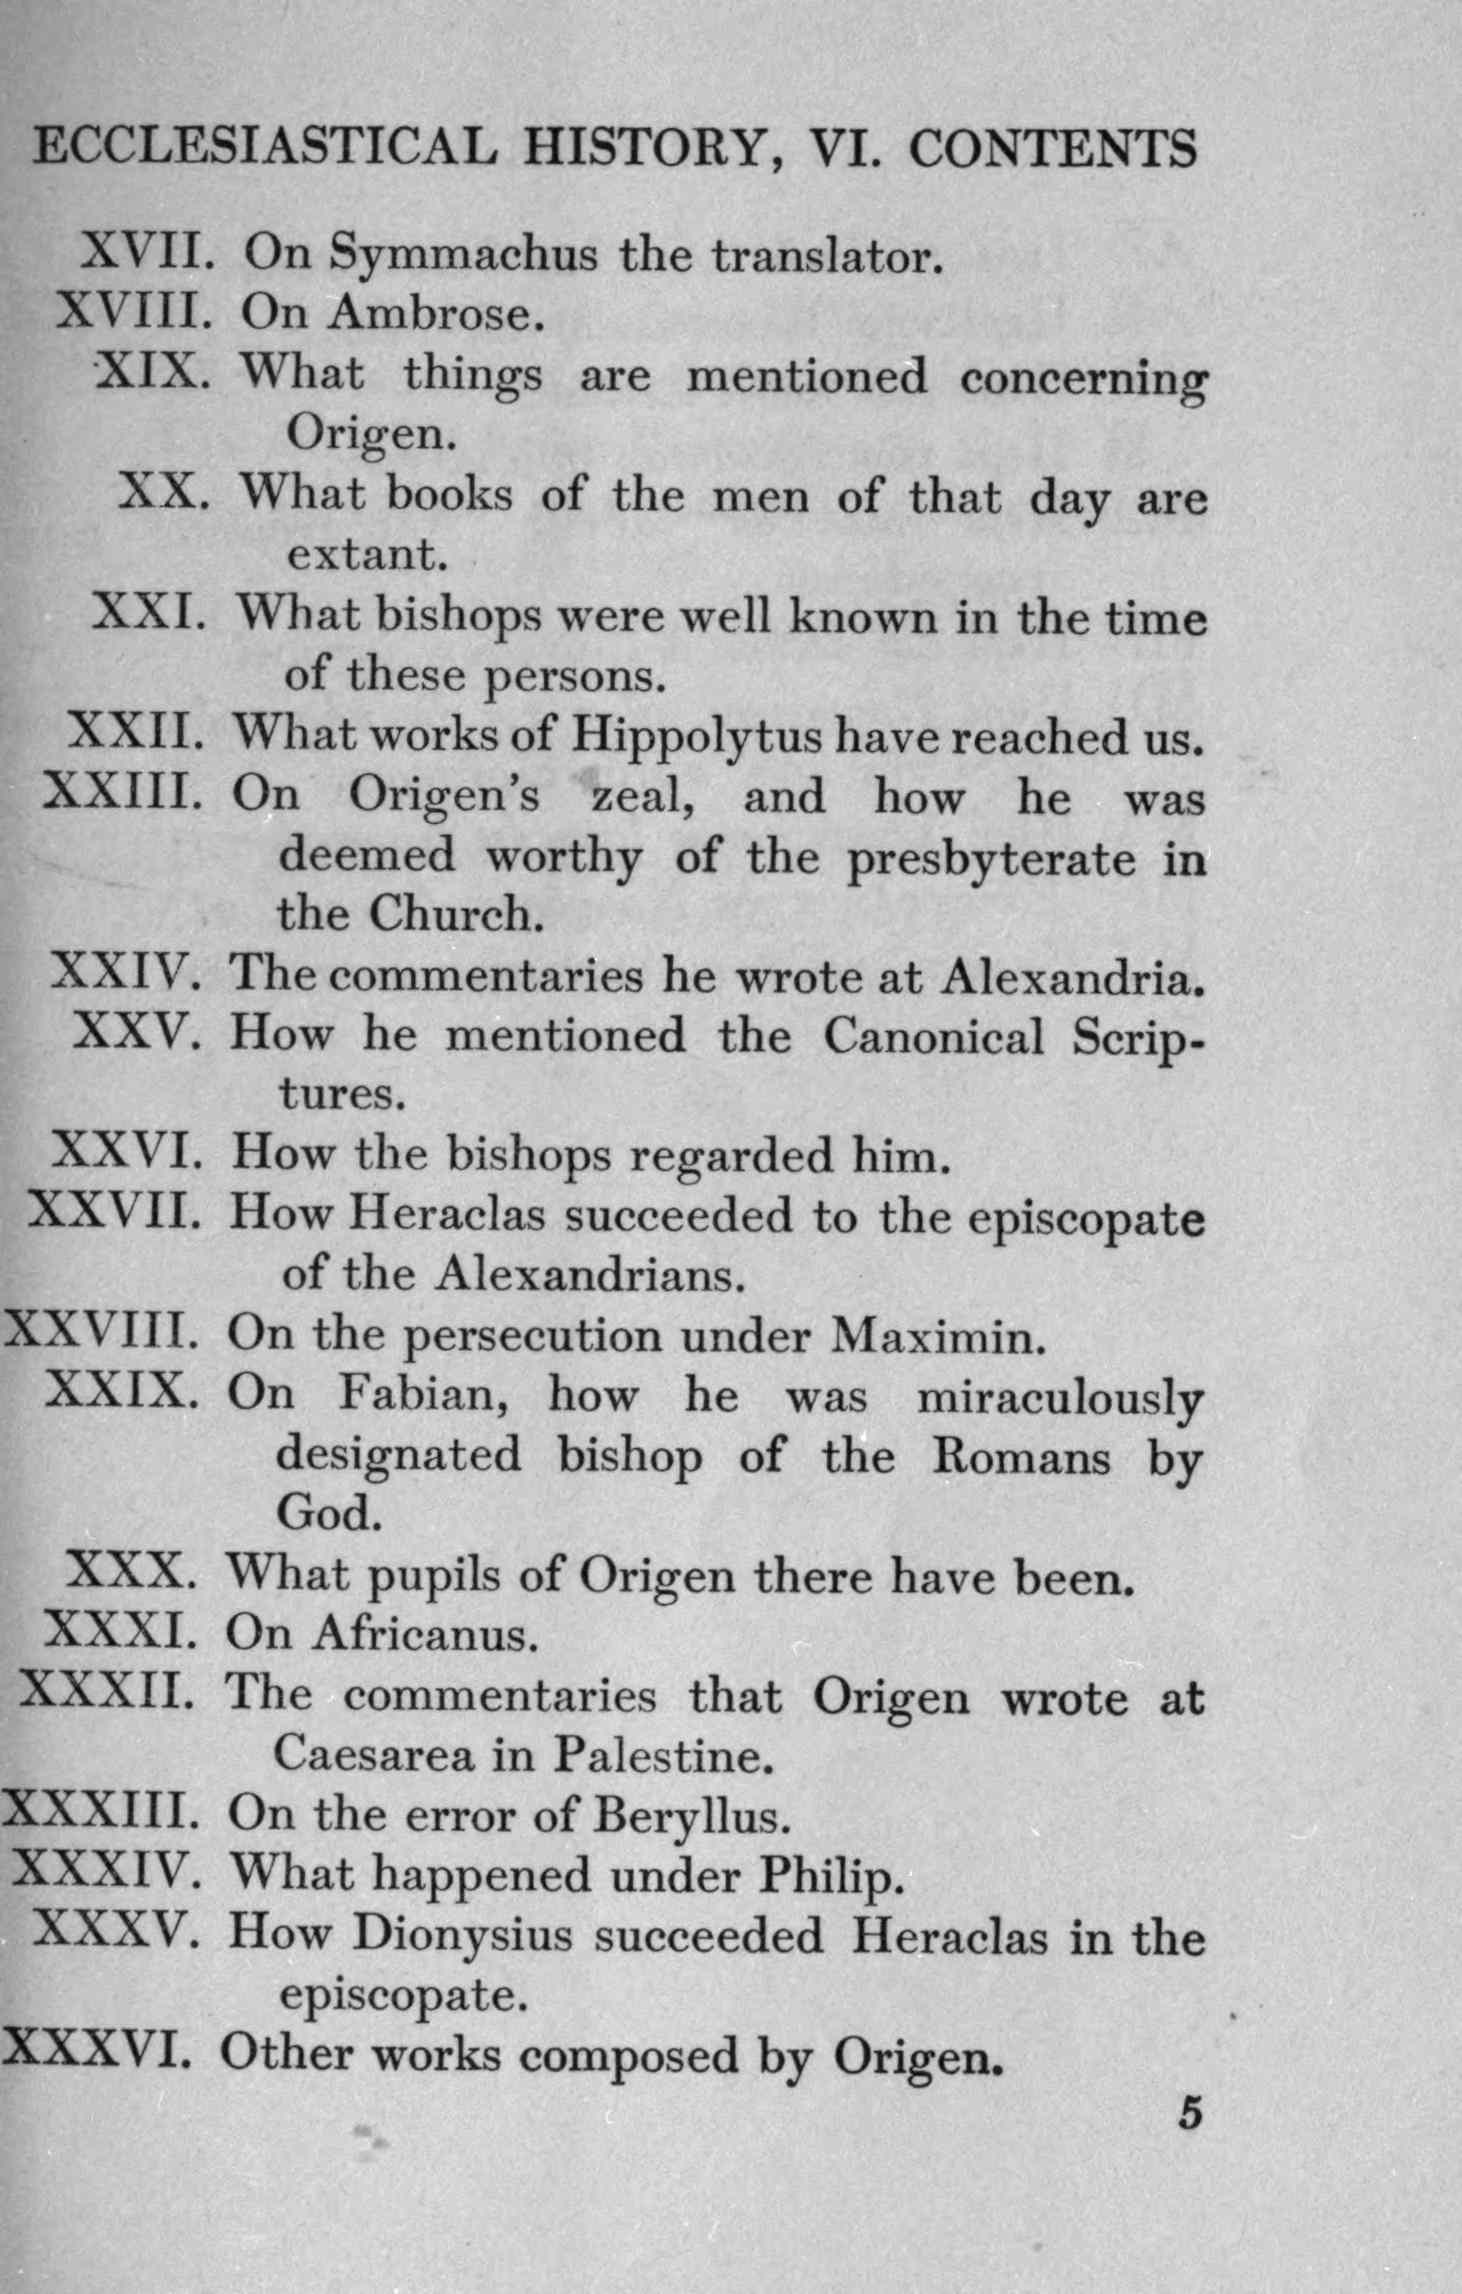 ECCLESIASTICAL HISTORY, VI. CONTENTS
XVII. On Symmachus the translator.
XVIII. On Ambrose.
XIX. What things are mentioned concerning
Origen.
XX. What books of the men of that day are
extant.
XXI. What bishops were well known in the time
of these persons.
XXII. What works of Hippolytus have reached us.
XXIII. On Origen's zeal, and how he was
deemed worthy of the presbyterate in
the Church.
XXIV. The commentaries he wrote at Alexandria.
XXV. How he mentioned the Canonical Scrip-
tures.
XXVI. How the bishops regarded him.
XXVII. How Heraclas succeeded to the episcopate
of the Alexandrians.
XXVIII. On the persecution under Maximin.
XXIX. On Fabian, how he was miraculously
designated bishop of the Romans by
God.
XXX. What pupils of Origen there have been.
XXXI. On Africanus.
XXXII. The commentaries that Origen wrote at
Caesarea in Palestine.
XXXIII. On the error of Beryllus.
XXXIV. What happened under Philip.
XXXV. How Dionysius succeeded Heraclas in the
episcopate.
XXXVI. Other works composed by Origen.
5